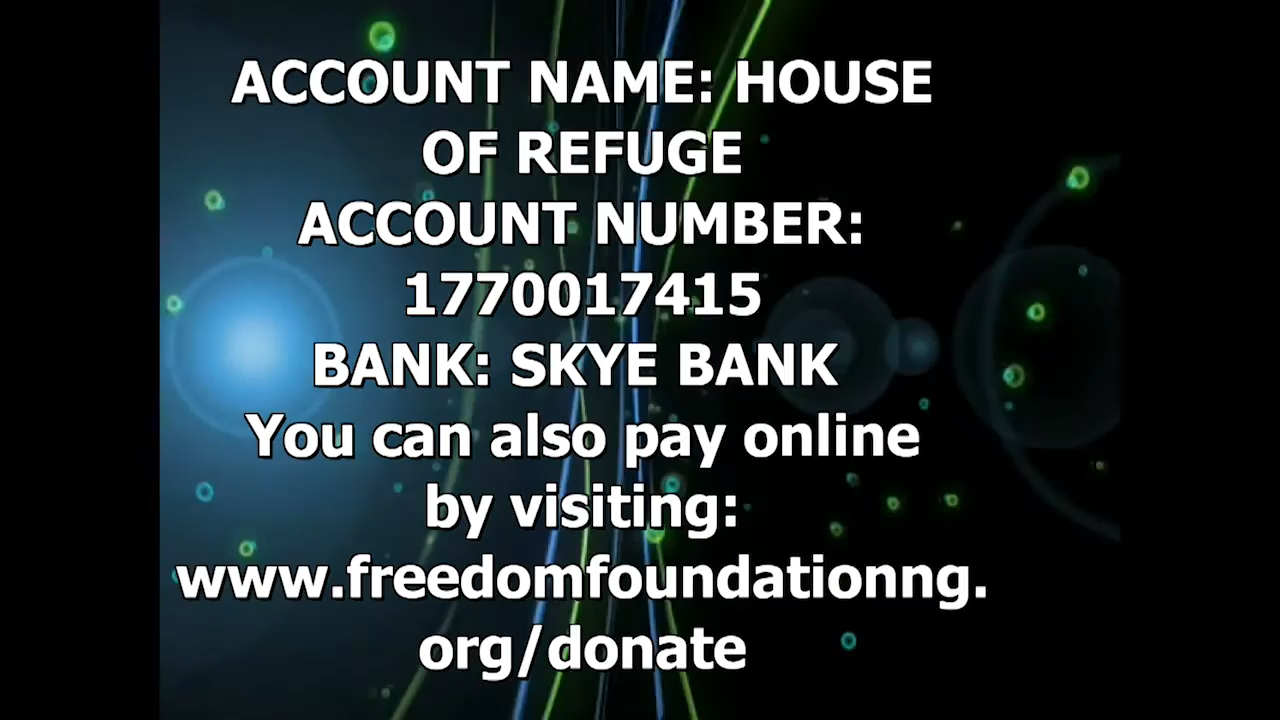 ACCOUNT NAME: HOUSE
OF REFUGE
ACCOUNT NUMBER:
1770017415
BANK: SKYE BANK
You can also pay online
by visiting:
www.freedomfoundationng.
org/donate